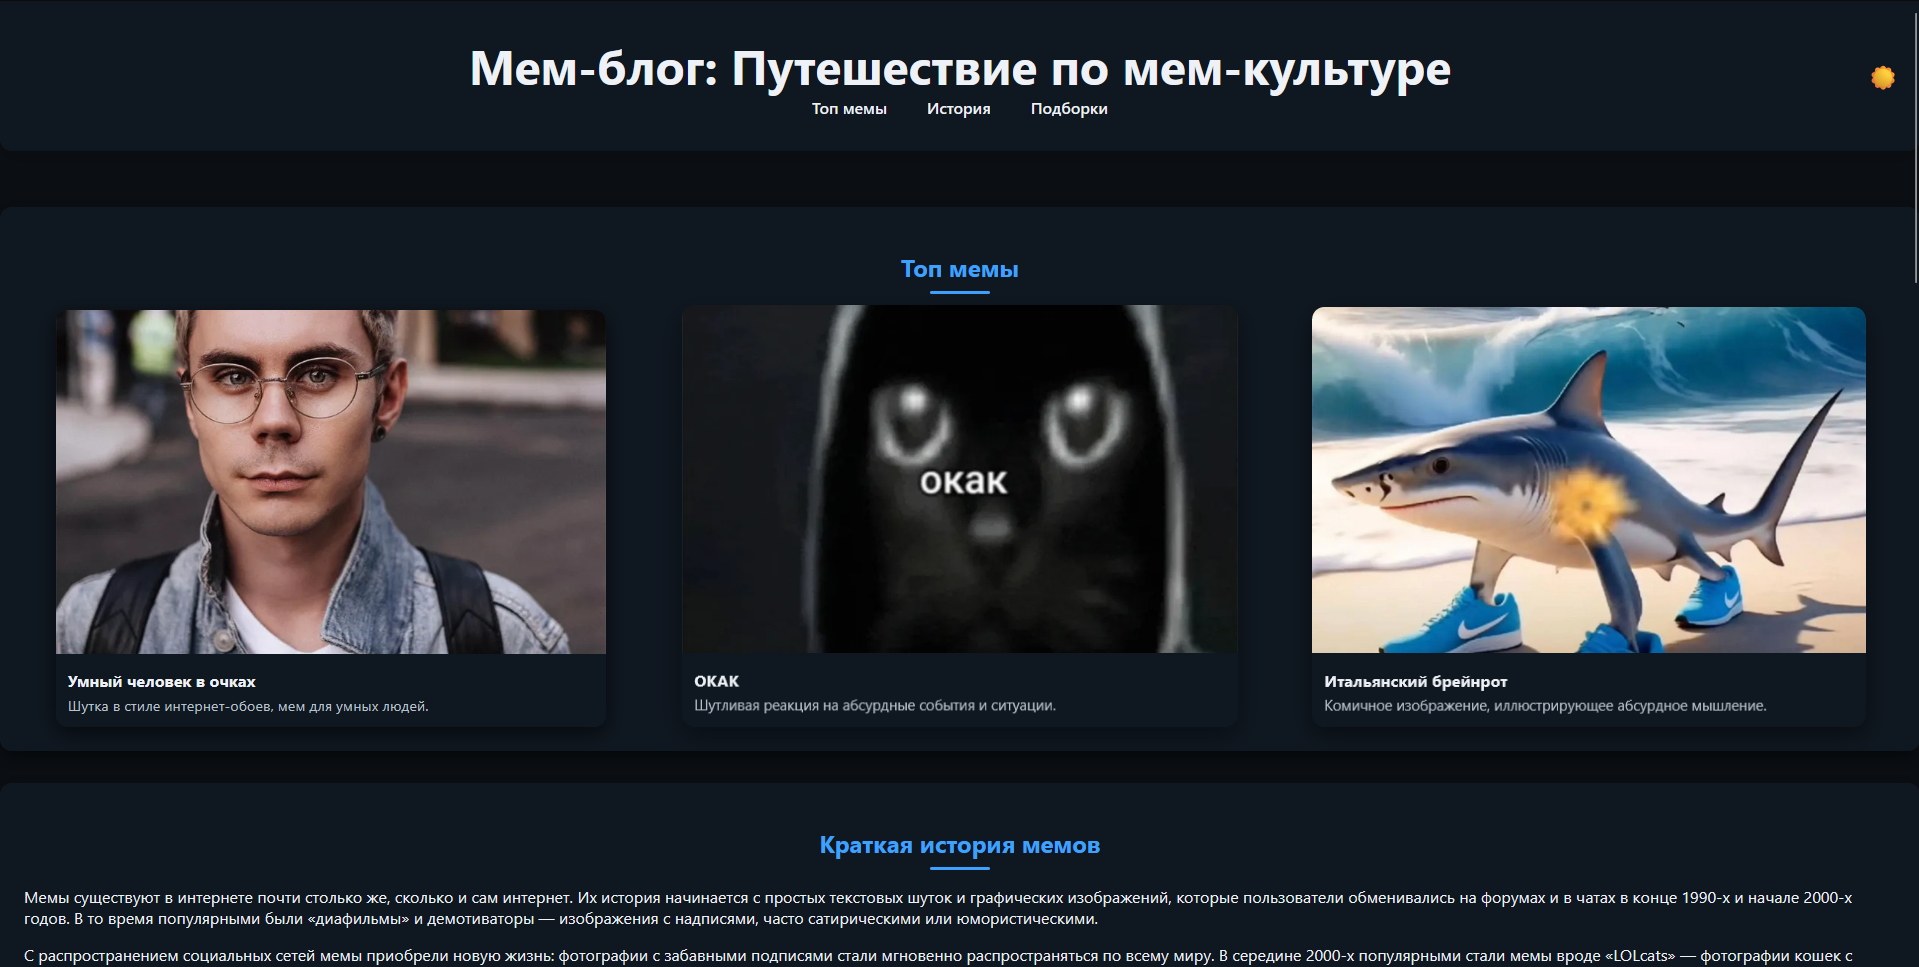 Мем-блог: Путешествие по мем-культуре
Топ мемы История Подборки
Топ мемы
окак
Умный человек в очках
Шутка в стиле интернет-обоев, мем для умных людей.
ОКАК
Шутливая реакция на абсурдные события и ситуации.
Итальянский брейнрот
Комичное изображение, иллюстрирующее абсурдное мышление.
Краткая история мемов
Мемы существуют в интернете почти столько же, сколько и сам интернет. Их история начинается с простых текстовых шуток и графических изображений, которые пользователи обменивались на форумах и в чатах в конце 1990-х и начале 2000-х
годов. В то время популярными были «диафильмы» и демотиваторы — изображения с надписями, часто сатирическими или юмористическими.
С распространением социальных сетей мемы приобрели новую жизнь: фотографии с забавными подписями стали мгновенно распространяться по всему миру. В середине 2000-х популярными стали мемы вроде «LOLcats» — фотографии кошек с